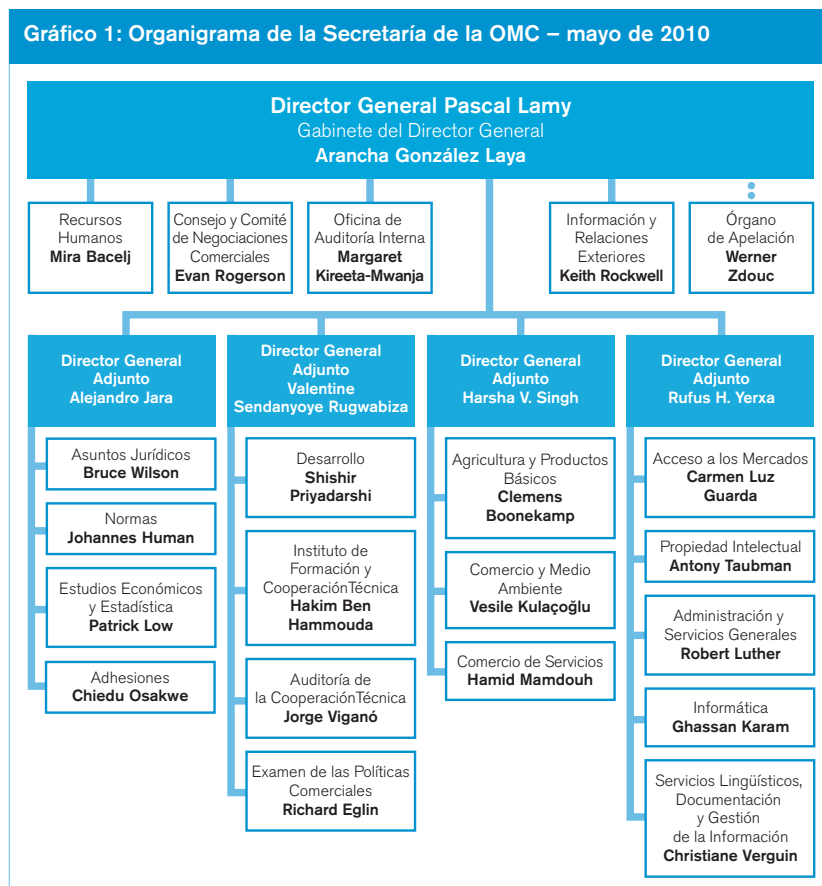 Gráfico 1: Organigrama de la Secretaría de la OMC – mayo de 2010
Director General Pascal Lamy
Gabinete del Director General
Arancha González Laya
Recursos
Humanos
Mira Bacelj
Consejo y Comité
de Negociaciones
Comerciales
Evan Rogerson
Oficina de
Auditoría Interna
Margaret
Kireeta-Mwanja
Información y
Relaciones
Exteriores
Keith Rockwell
Órgano
de Apelación
Werner
Zdouc
Director General
Adjunto
Alejandro Jara
Asuntos Jurídicos
Bruce Wilson
Normas
Johannes Human
Estudios Económicos
y Estadística
Patrick Low
Adhesiones
Chiedu Osakwe
Director General
Adjunto
Valentine
Sendanyoye Rugwabiza
Desarrollo
Shishir
Priyadarshi
Instituto de
Formación y
CooperaciónTécnica
Hakim Ben
Hammouda
Auditoría de
la CooperaciónTécnica
Jorge Viganó
Examen de las Políticas
Comerciales
Richard Eglin
Director General
Adjunto
Harsha V. Singh
Agricultura y Productos
Básicos
Clemens
Boonekamp
Comercio y Medio
Ambiente
Vesile Kulaçoğlu
Comercio de Servicios
Hamid Mamdouh
Director General
Adjunto
Rufus H. Yerxa
Acceso a los Mercados
Carmen Luz
Guarda
Propiedad Intelectual
Antony Taubman
Administración y
Servicios Generales
Robert Luther
Informática
Ghassan Karam
Servicios Lingüísticos,
Documentación
y Gestión
de la Información
Christiane Verguin